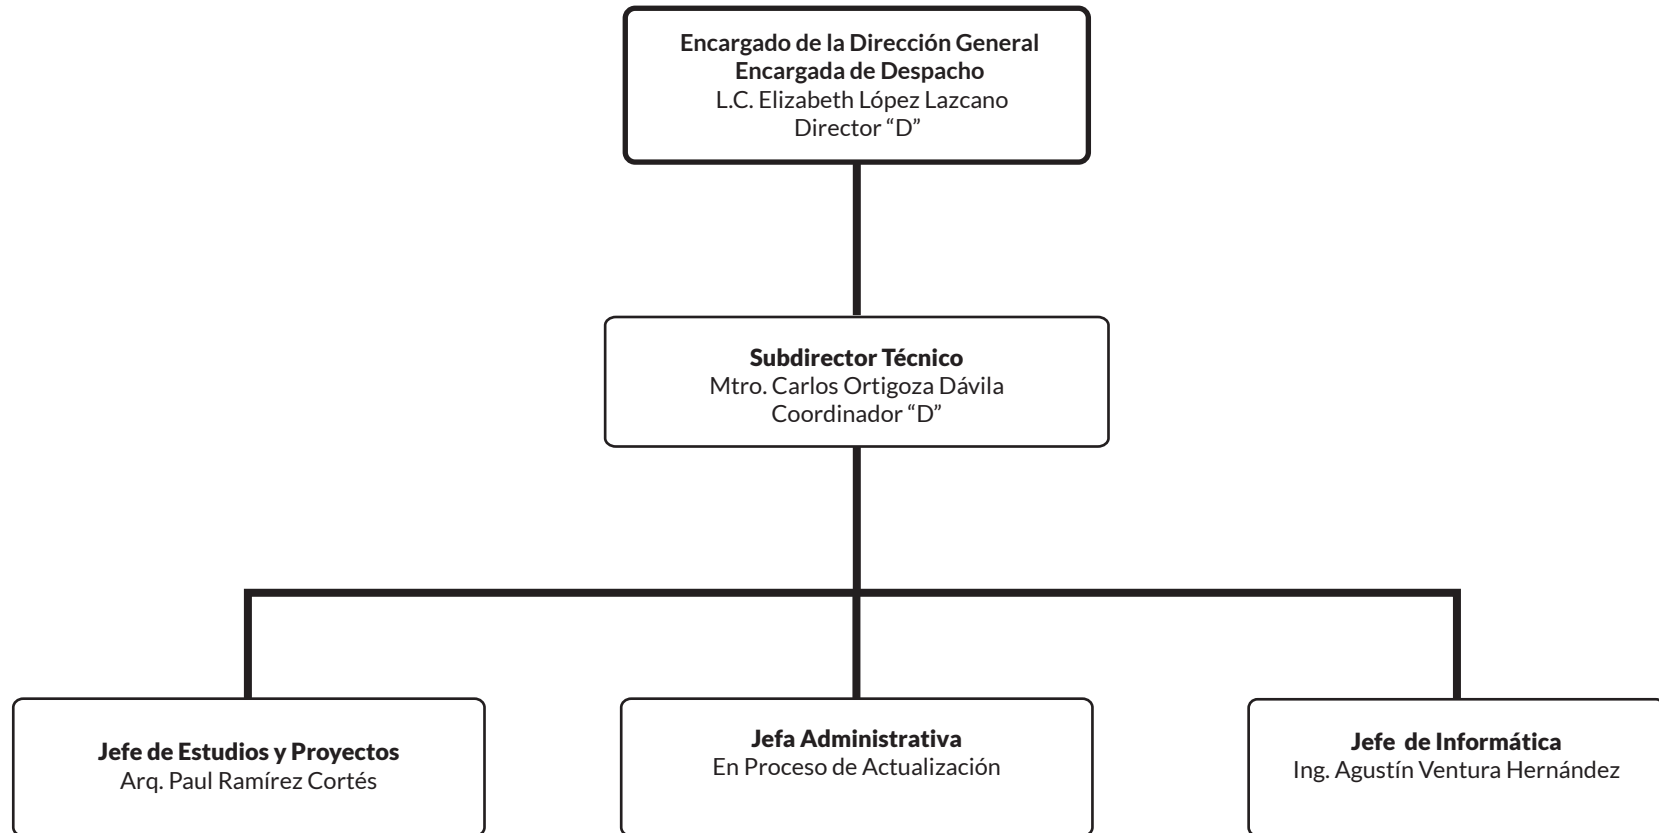 Encargado de la Dirección General
Encargada de Despacho
L.C. Elizabeth López Lazcano
Director “D”
Subdirector Técnico
Mtro. Carlos Ortigoza Dávila
Coordinador “D”
Jefe de Estudios y Proyectos
Arq. Paul Ramírez Cortés
Jefa Administrativa
En Proceso de Actualización
Jefe de Informática
Ing. Agustín Ventura Hernández